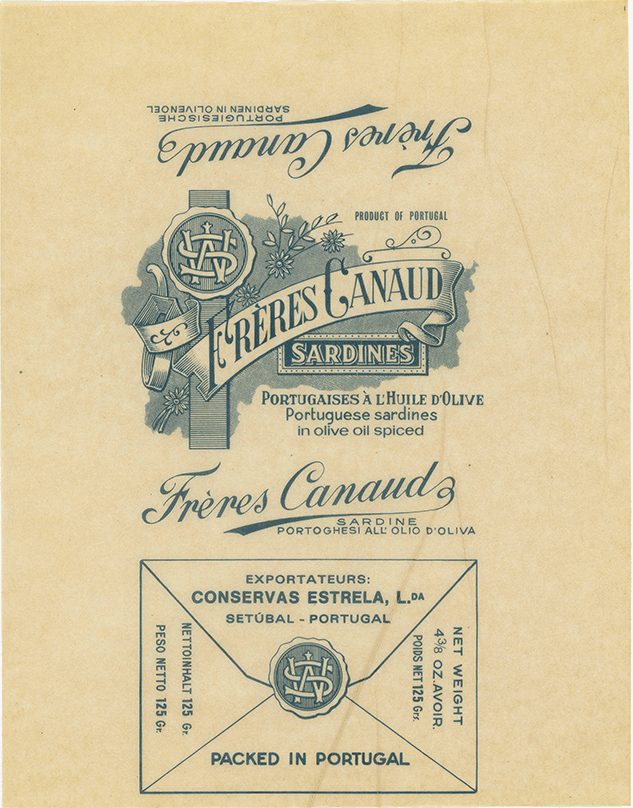 PORTUGIESISCHE
SARDINEN IN OLIVENOEL
Frères Canaud
PRODUCT OF PORTUGAL
FRÈRES CANAUD
SARDINES
PORTUGAISES À L'HUILE D'OLIVE
Portuguese sardines
in olive oil spiced
Frères Canaud
SARDINE
PORTOGHESI ALL' OLIO D'OLIVA
EXPORTATEURS:
CONSERVAS ESTRELA, L.DA
SETÚBAL - PORTUGAL
NETTOINHALT 125 Gr.
PESO NETTO 125 Gr.
NET WEIGHT
4 3/8 OZ. AVOIR.
POIDS NET 125 Grs.
PACKED IN PORTUGAL